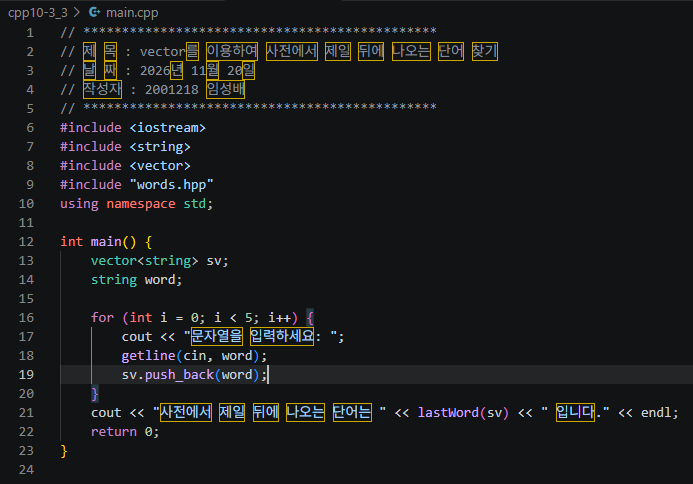 cpp10-3_3 > main.cpp
1 // *********************************************
2 // 제 목 : vector를 이용하여 사전에서 제일 뒤에 나오는 단어 찾기
3 // 날 짜 : 2026년 11월 20일
4 // 작성자 : 2001218 임성배
5 // *********************************************
6 #include <iostream>
7 #include <string>
8 #include <vector>
9 #include "words.hpp"
10 using namespace std;
11
12 int main() {
13     vector<string> sv;
14     string word;
15
16     for (int i = 0; i < 5; i++) {
17         cout << "문자열을 입력하세요: ";
18         getline(cin, word);
19         sv.push_back(word);
20     }
21     cout << "사전에서 제일 뒤에 나오는 단어는 " << lastWord(sv) << " 입니다." << endl;
22     return 0;
23 }
24